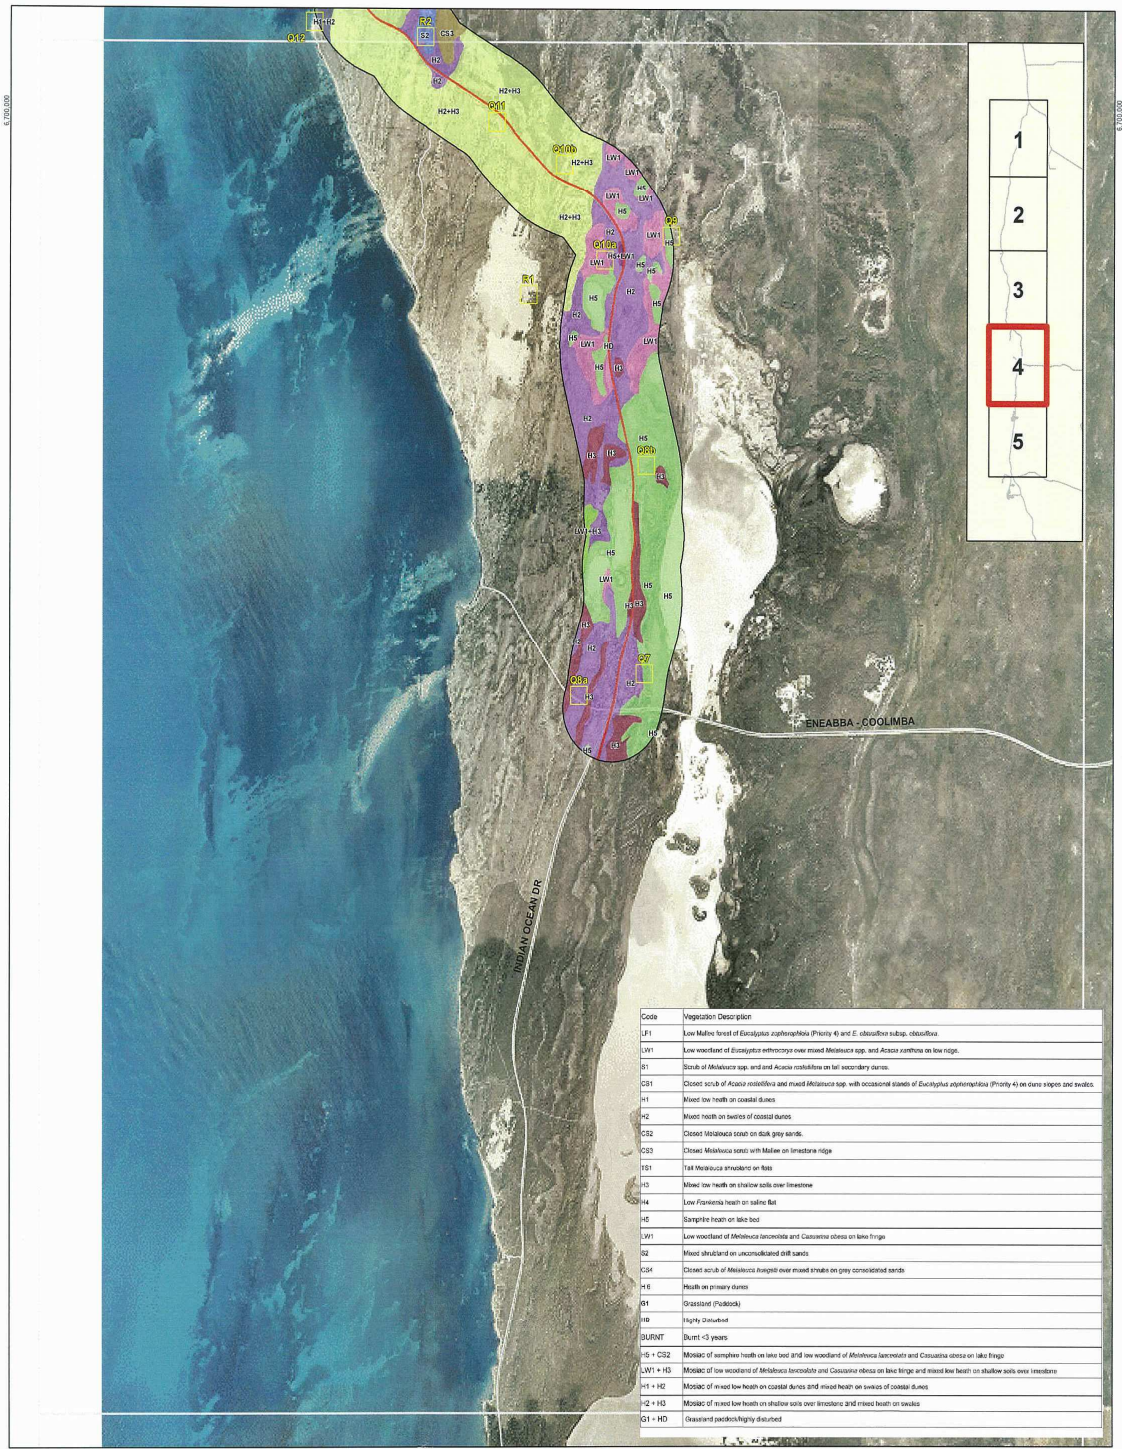 H1+H2
Q12
R2
S2
CS3
H2
H2
H2+H3
H2+H3
Q11
Q10b
H2+H3
H2+H3
LW1
LW1
H5
LW1
LW1
H5
Q9
H2
LW1
H5
Q10a
H5+LW1
LW1
H5
H5
R1
H2
H5
H5
H2
H5
LW1
HD
LW1
H5
H3
H2
H5
H3
H3
Q8b
H3
LW1+H3
H5
LW1
H5
H5
H3
H3
H3
H2
Q7
H2
Q8a
H3
H5
H5
H3
ENEABBA - COOLIMBA
INDIAN OCEAN DR
6,700,000
6,700,000
1
2
3
4
5
Code Vegetation Description
LF1 Low Mallee forest of Eucalyptus zopherophloia (Priority 4) and E. obtusiflora subsp. obtusiflora.
LW1 Low woodland of Eucalyptus erthrocorys over mixed Melaleuca spp. and Acacia xanthina on low ridge.
S1 Scrub of Melaleuca spp. and and Acacia rostellifera on tall secondary dunes.
CS1 Closed scrub of Acacia rostellifera and mixed Melaleuca spp. with occasional stands of Eucalyptus zopherophloia (Priority 4) on dune slopes and swales.
H1 Mixed low heath on coastal dunes
H2 Mixed heath on swales of coastal dunes
CS2 Closed Melaleuca scrub on dark grey sands.
CS3 Closed Melaleuca scrub with Mallee on limestone ridge
TS1 Tall Melaleuca shrubland on flats
H3 Mixed low heath on shallow soils over limestone
H4 Low Frankenia heath on saline flat
H5 Samphire heath on lake bed
LW1 Low woodland of Melaleuca lanceolata and Casuarina obesa on lake fringe
S2 Mixed shrubland on unconsolidated drift sands
CS4 Closed scrub of Melaleuca huegelii over mixed shrubs on grey consolidated sands
H6 Heath on primary dunes
G1 Grassland (Paddock)
HD Highly Disturbed
BURNT Burnt <3 years
H5 + CS2 Mosiac of samphire heath on lake bed and low woodland of Melaleuca lanceolata and Casuarina obesa on lake fringe
LW1 + H3 Mosiac of low woodland of Melaleuca lanceolata and Casuarina obesa on lake fringe and mixed low heath on shallow soils over limestone
H1 + H2 Mosiac of mixed low heath on coastal dunes and mixed heath on swales of coastal dunes
H2 + H3 Mosiac of mixed low heath on shallow soils over limestone and mixed heath on swales
G1 + HD Grassland paddock/highly disturbed